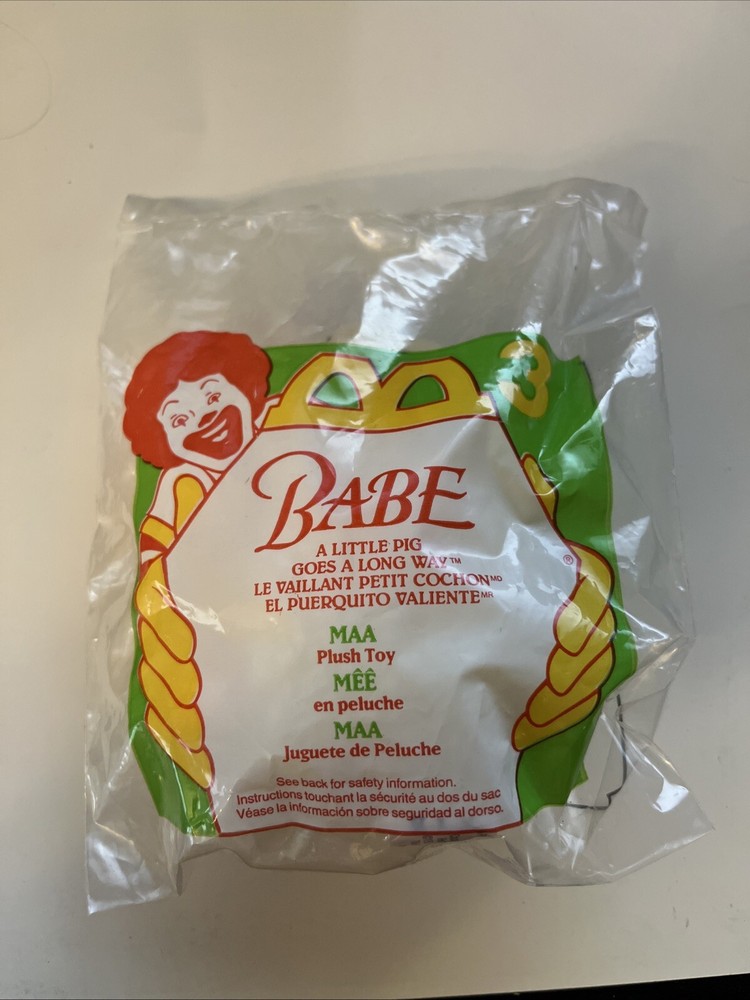 3
BABE
A LITTLE PIG
GOES A LONG WAY™
LE VAILLANT PETIT COCHON MD
EL PUERQUITO VALIENTE MR
®
MAA
Plush Toy
MÊÊ
en peluche
MAA
Juguete de Peluche
See back for safety information.
Instructions touchant la sécurité au dos du sac
Véase la información sobre seguridad al dorso.